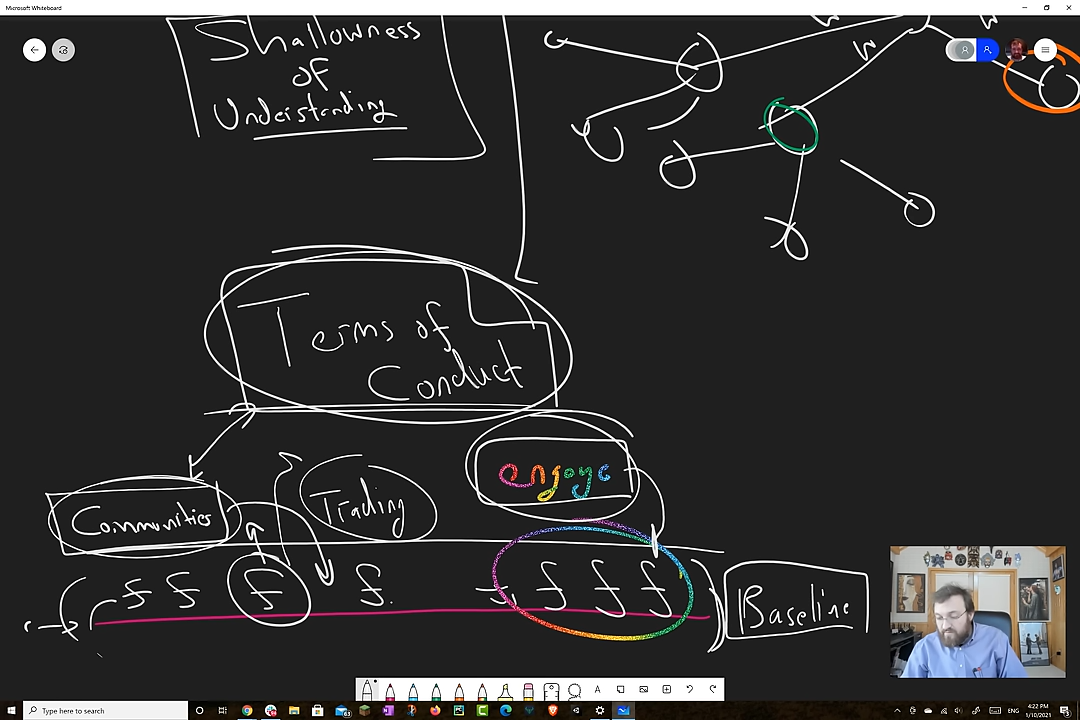 Microsoft Whiteboard
Shallowness
of
Understanding
W
W
Terms of
Conduct
Communities
Trading
f f f f. f f f
Baseline
Type here to search
ENG
4:22 PM
1/10/2021